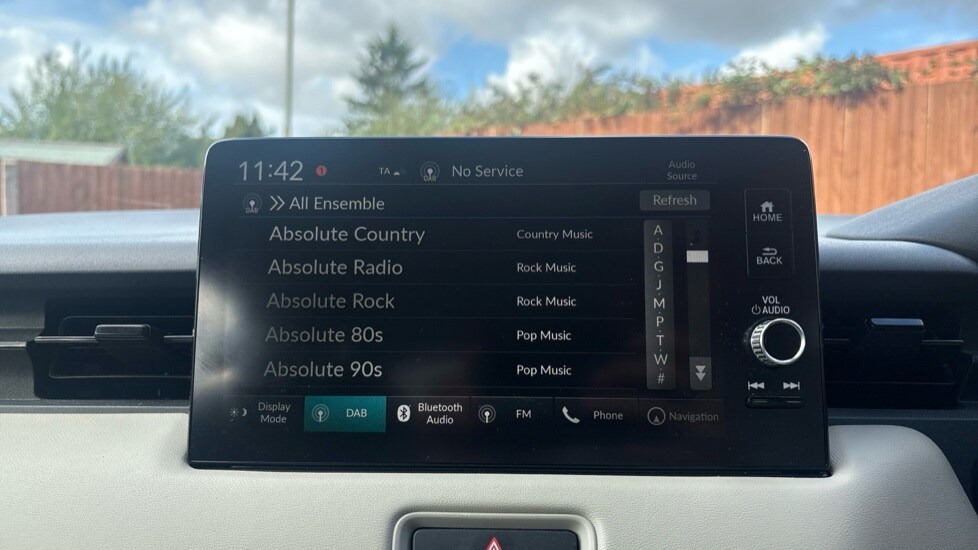 11:42
1
TA
DAB
No Service
Audio
Source
DAB
All Ensemble
Refresh
Absolute Country
Country Music
Absolute Radio
Rock Music
Absolute Rock
Rock Music
Absolute 80s
Pop Music
Absolute 90s
Pop Music
A
D
G
J
M
P
T
W
#
HOME
BACK
VOL
AUDIO
Display
Mode
DAB
Bluetooth
Audio
FM
Phone
Navigation